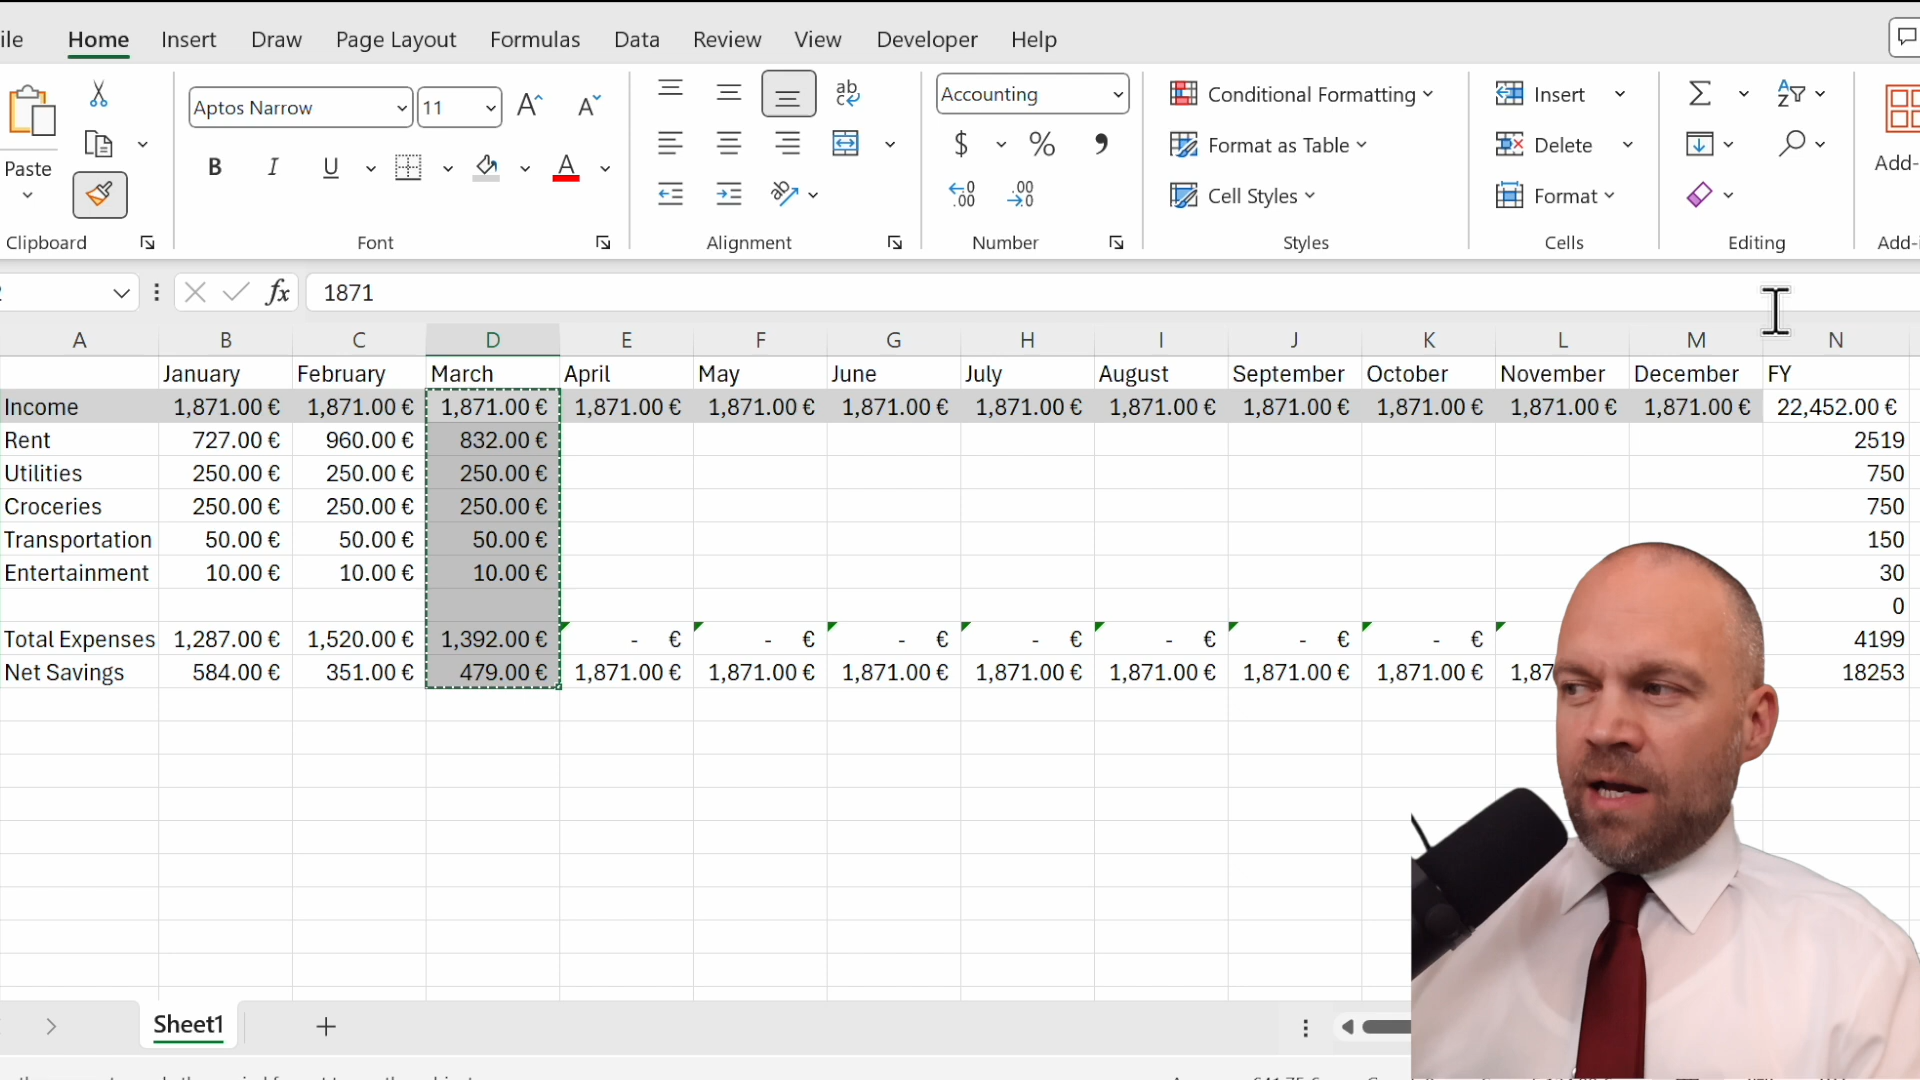 ile Home Insert Draw Page Layout Formulas Data Review View Developer Help
Aptos Narrow 11 Accounting Conditional Formatting Insert
Format as Table Delete
Paste B I U A $ % Cell Styles Format Add-
Clipboard Font Alignment Number Styles Cells Editing Add-i
fx 1871
A B C D E F G H I J K L M N
January February March April May June July August September October November December FY
Income 1,871.00 € 1,871.00 € 1,871.00 € 1,871.00 € 1,871.00 € 1,871.00 € 1,871.00 € 1,871.00 € 1,871.00 € 1,871.00 € 1,871.00 € 1,871.00 € 22,452.00 €
Rent 727.00 € 960.00 € 832.00 € 2519
Utilities 250.00 € 250.00 € 250.00 € 750
Croceries 250.00 € 250.00 € 250.00 € 750
Transportation 50.00 € 50.00 € 50.00 € 150
Entertainment 10.00 € 10.00 € 10.00 € 30
0
Total Expenses 1,287.00 € 1,520.00 € 1,392.00 € - € - € - € - € - € - € - € 4199
Net Savings 584.00 € 351.00 € 479.00 € 1,871.00 € 1,871.00 € 1,871.00 € 1,871.00 € 1,871.00 € 1,871.00 € 1,871.00 € 1,87 18253
Sheet1